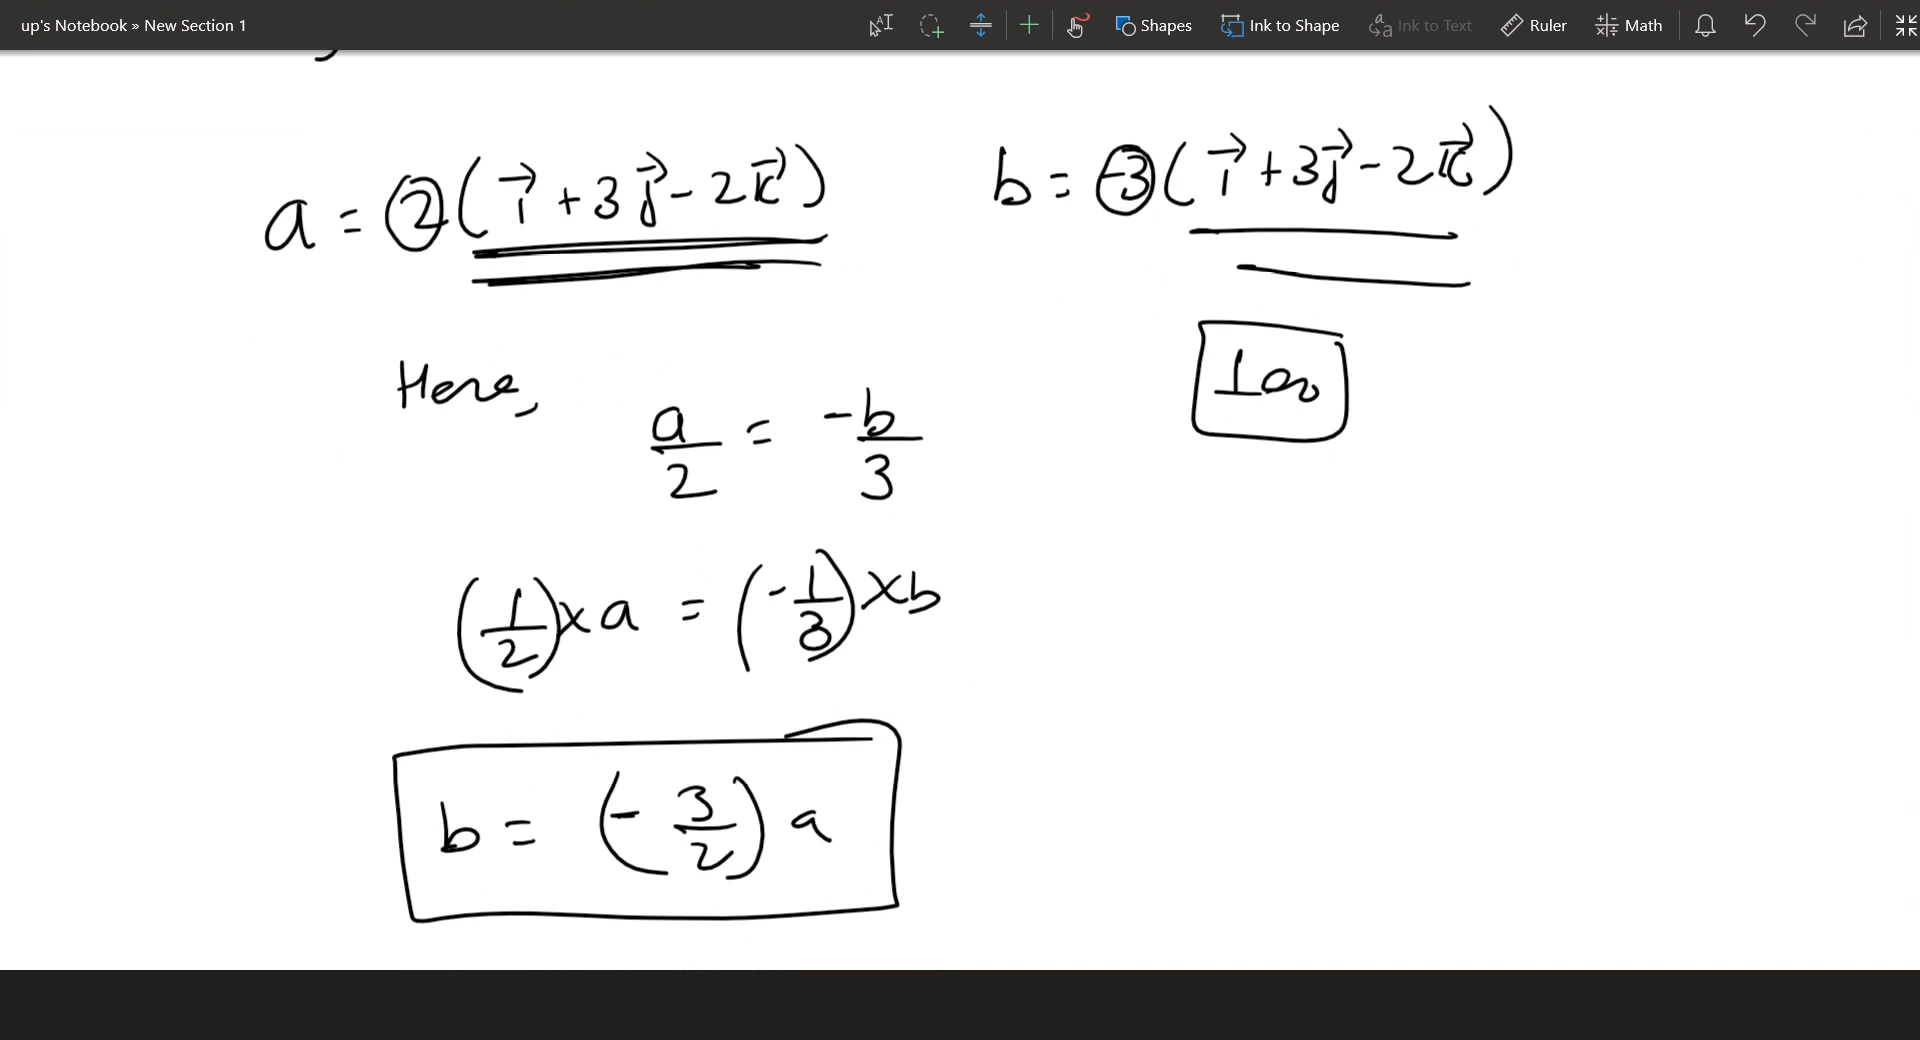 up's Notebook » New Section 1
Shapes Ink to Shape Ink to Text Ruler Math
a = 2(i⃗ + 3j⃗ - 2k⃗)
b = -3(i⃗ + 3j⃗ - 2k⃗)
Here,
a/2 = -b/3
(1/2)×a = (-1/3)×b
b = (-3/2) a